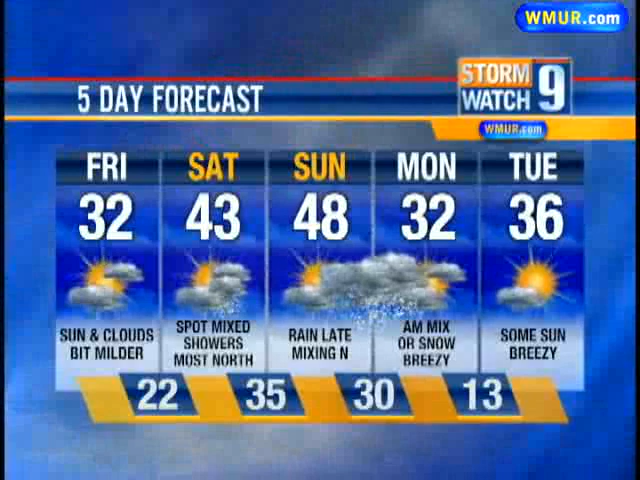 WMUR.com
5 DAY FORECAST
STORM
WATCH 9
WMUR.com
FRI
32
SUN & CLOUDS
BIT MILDER
SAT
43
SPOT MIXED
SHOWERS
MOST NORTH
SUN
48
RAIN LATE
MIXING N
MON
32
AM MIX
OR SNOW
BREEZY
TUE
36
SOME SUN
BREEZY
22
35
30
13